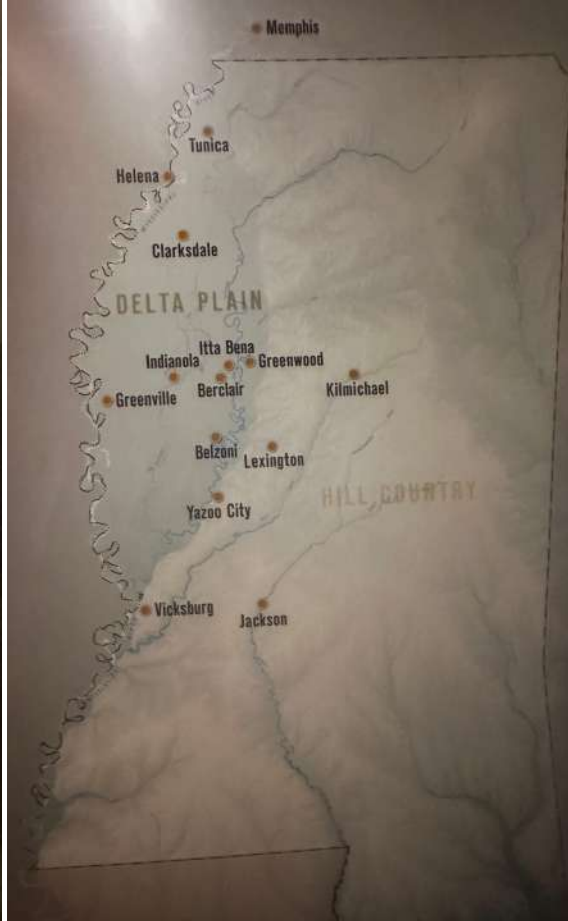 Memphis
Tunica
Helena
Clarksdale
DELTA PLAIN
Itta Bena
Indianola
Greenwood
Berclair
Kilmichael
Greenville
Belzoni
Lexington
HILL COUNTRY
Yazoo City
Vicksburg
Jackson